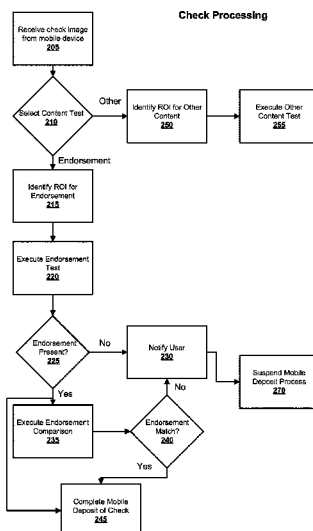 Check Processing
Receive check image
from mobile device
205
Select Content Test
210
Other
Identify ROI for Other
Content
250
Execute Other
Content Test
255
Endorsement
Identify ROI for
Endorsement
215
Execute Endorsement
Test
220
Endorsement
Present?
225
No
Notify User
230
Suspend Mobile
Deposit Process
270
Yes
No
Execute Endorsement
Comparison
235
Endorsement
Match?
240
Yes
Complete Mobile
Deposit of Check
245